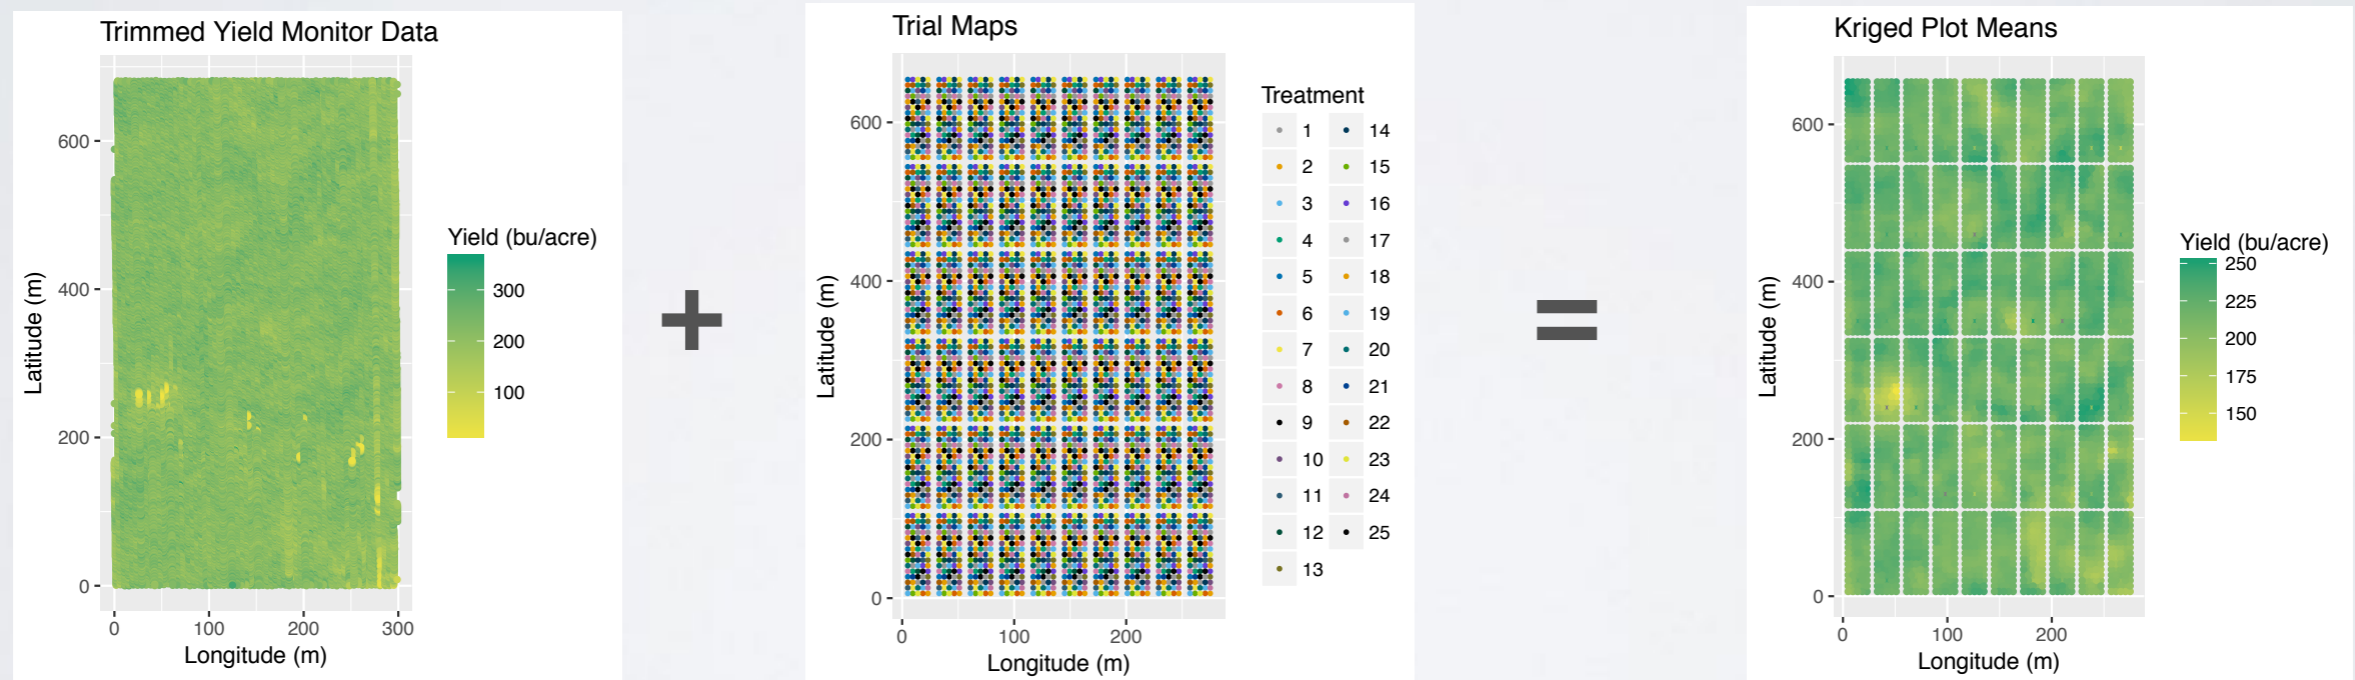 Trimmed Yield Monitor Data
600
400
200
0
0 100 200 300
Latitude (m)
Longitude (m)
Yield (bu/acre)
300
200
100
+
Trial Maps
600
400
200
0
0 100 200
Latitude (m)
Longitude (m)
Treatment
1 14
2 15
3 16
4 17
5 18
6 19
7 20
8 21
9 22
10 23
11 24
12 25
13
=
Kriged Plot Means
600
400
200
0
0 100 200
Latitude (m)
Longitude (m)
Yield (bu/acre)
250
225
200
175
150